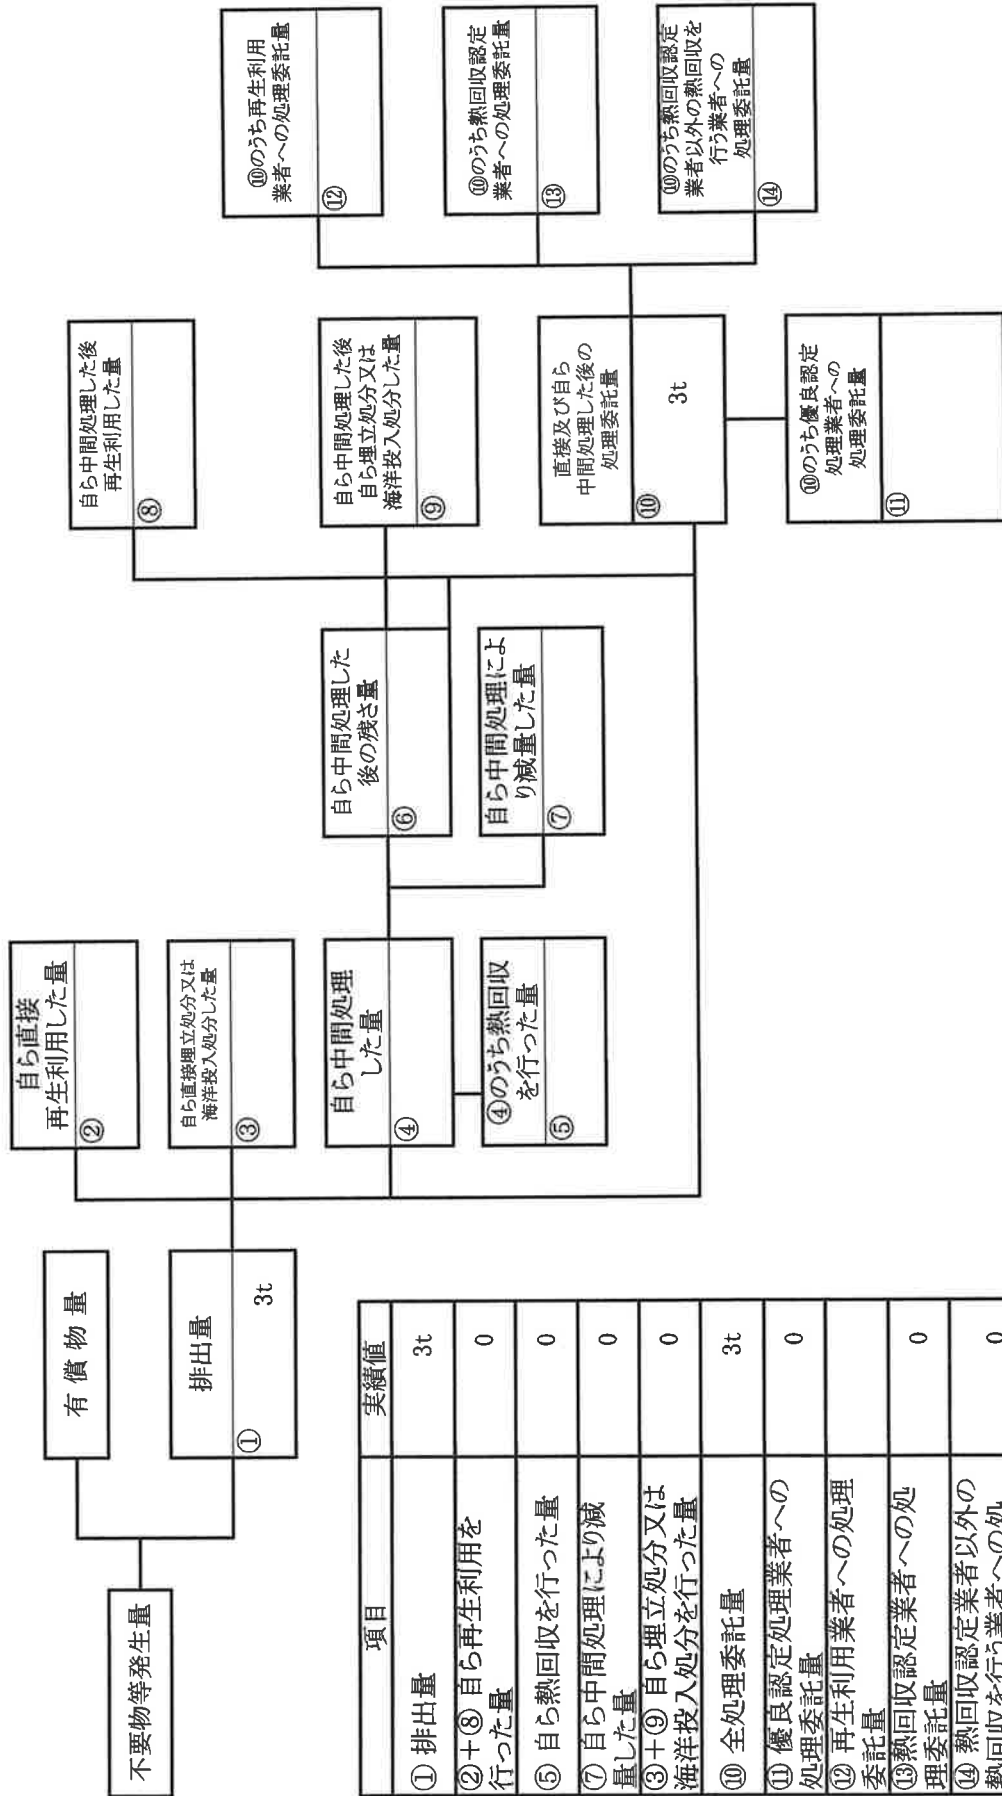 不要物等発生量
有償物量
排出量
①
3t
自ら直接
再生利用した量
②
自ら直接埋立処分又は
海洋投入処分した量
③
自ら中間処理
した量
④
④のうち熱回収
を行った量
⑤
自ら中間処理した
後の残さ量
⑥
自ら中間処理によ
り減量した量
⑦
自ら中間処理した後
再生利用した量
⑧
自ら中間処理した後
自ら埋立処分又は
海洋投入処分した量
⑨
直接及び自ら
中間処理した後の
処理委託量
⑩
3t
⑩のうち優良認定
処理業者への
処理委託量
⑪
⑩のうち再生利用
業者への処理委託量
⑫
⑩のうち熱回収認定
業者への処理委託量
⑬
⑩のうち熱回収認定
業者以外の熱回収を
行う業者への
処理委託量
⑭
項目 実績値
① 排出量 3t
②+⑧ 自ら再生利用を
行った量 0
⑤ 自ら熱回収を行った量 0
⑦ 自ら中間処理により減
量した量 0
③+⑨ 自ら埋立処分又は
海洋投入処分を行った量 0
⑩ 全処理委託量 3t
⑪ 優良認定処理業者への
処理委託量 0
⑫ 再生利用業者への処理
委託量
⑬熱回収認定業者への処
理委託量 0
⑭ 熱回収認定業者以外の
熱回収を行う業者への処 0